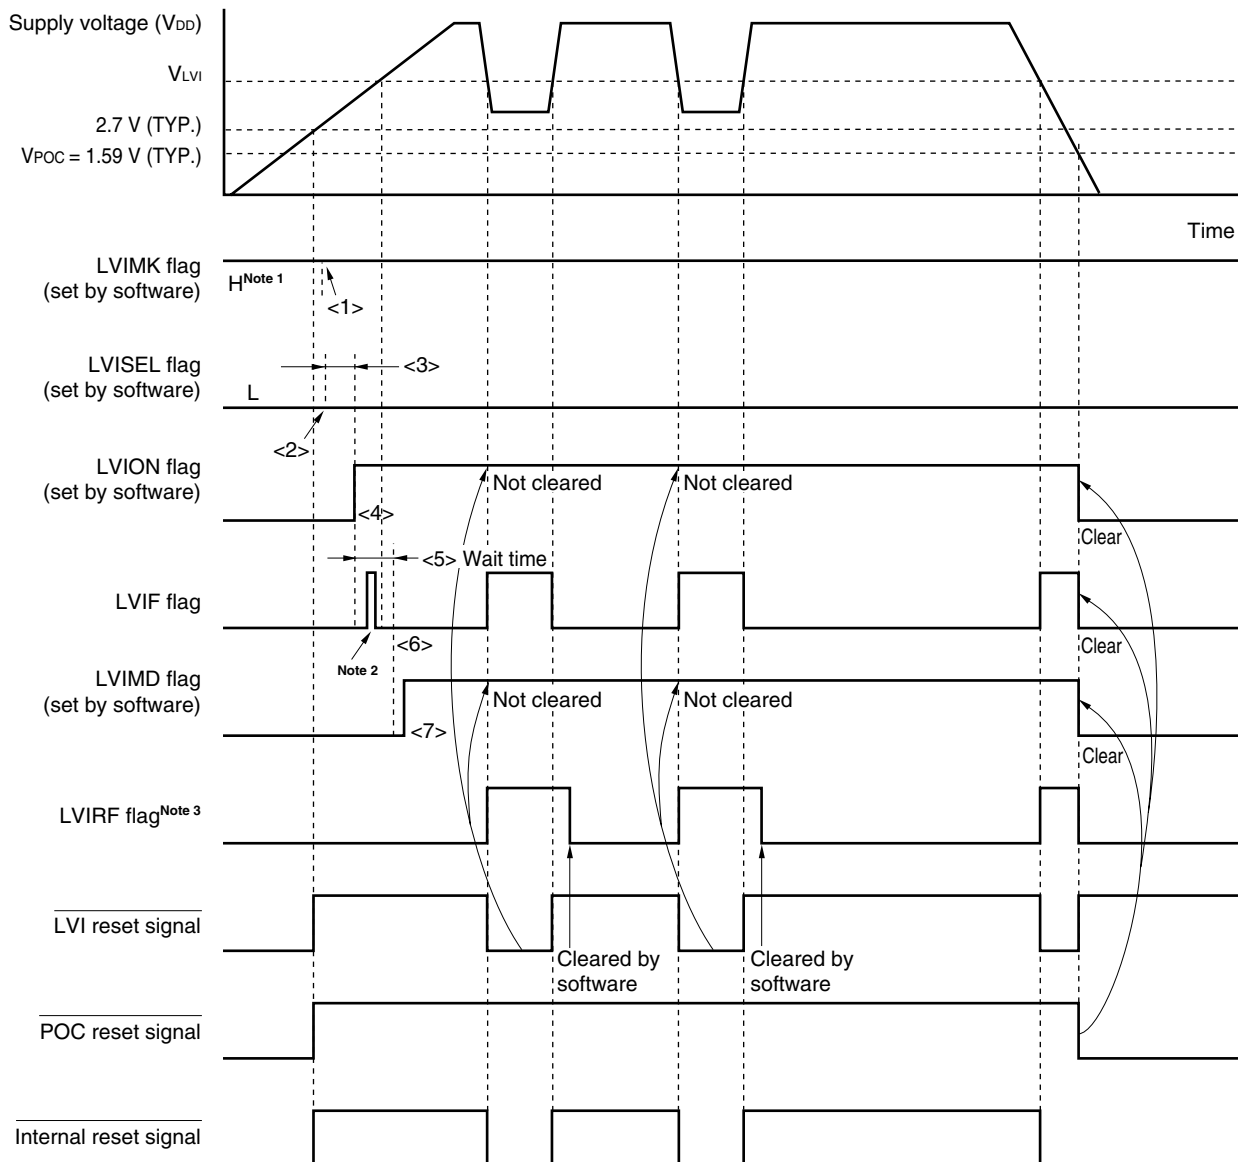 Supply voltage (VDD)
VLVI
2.7 V (TYP.)
VPOC = 1.59 V (TYP.)
Time
LVIMK flag
(set by software)
HNote 1
<1>
LVISEL flag
(set by software)
<3>
L
<2>
LVION flag
(set by software)
Not cleared
Not cleared
<4>
Clear
<5> Wait time
LVIF flag
<6>
Clear
Note 2
LVIMD flag
(set by software)
Not cleared
Not cleared
<7>
Clear
LVIRF flagNote 3
LVI reset signal
Cleared by
software
Cleared by
software
POC reset signal
Internal reset signal